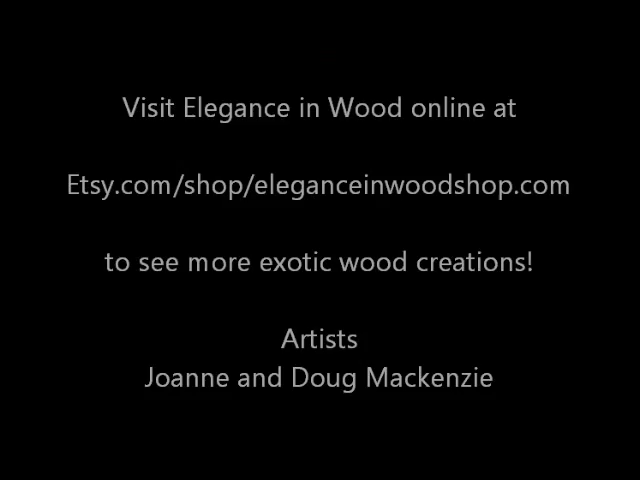 Visit Elegance in Wood online at
Etsy.com/shop/eleganceinwoodshop.com
to see more exotic wood creations!
Artists
Joanne and Doug Mackenzie